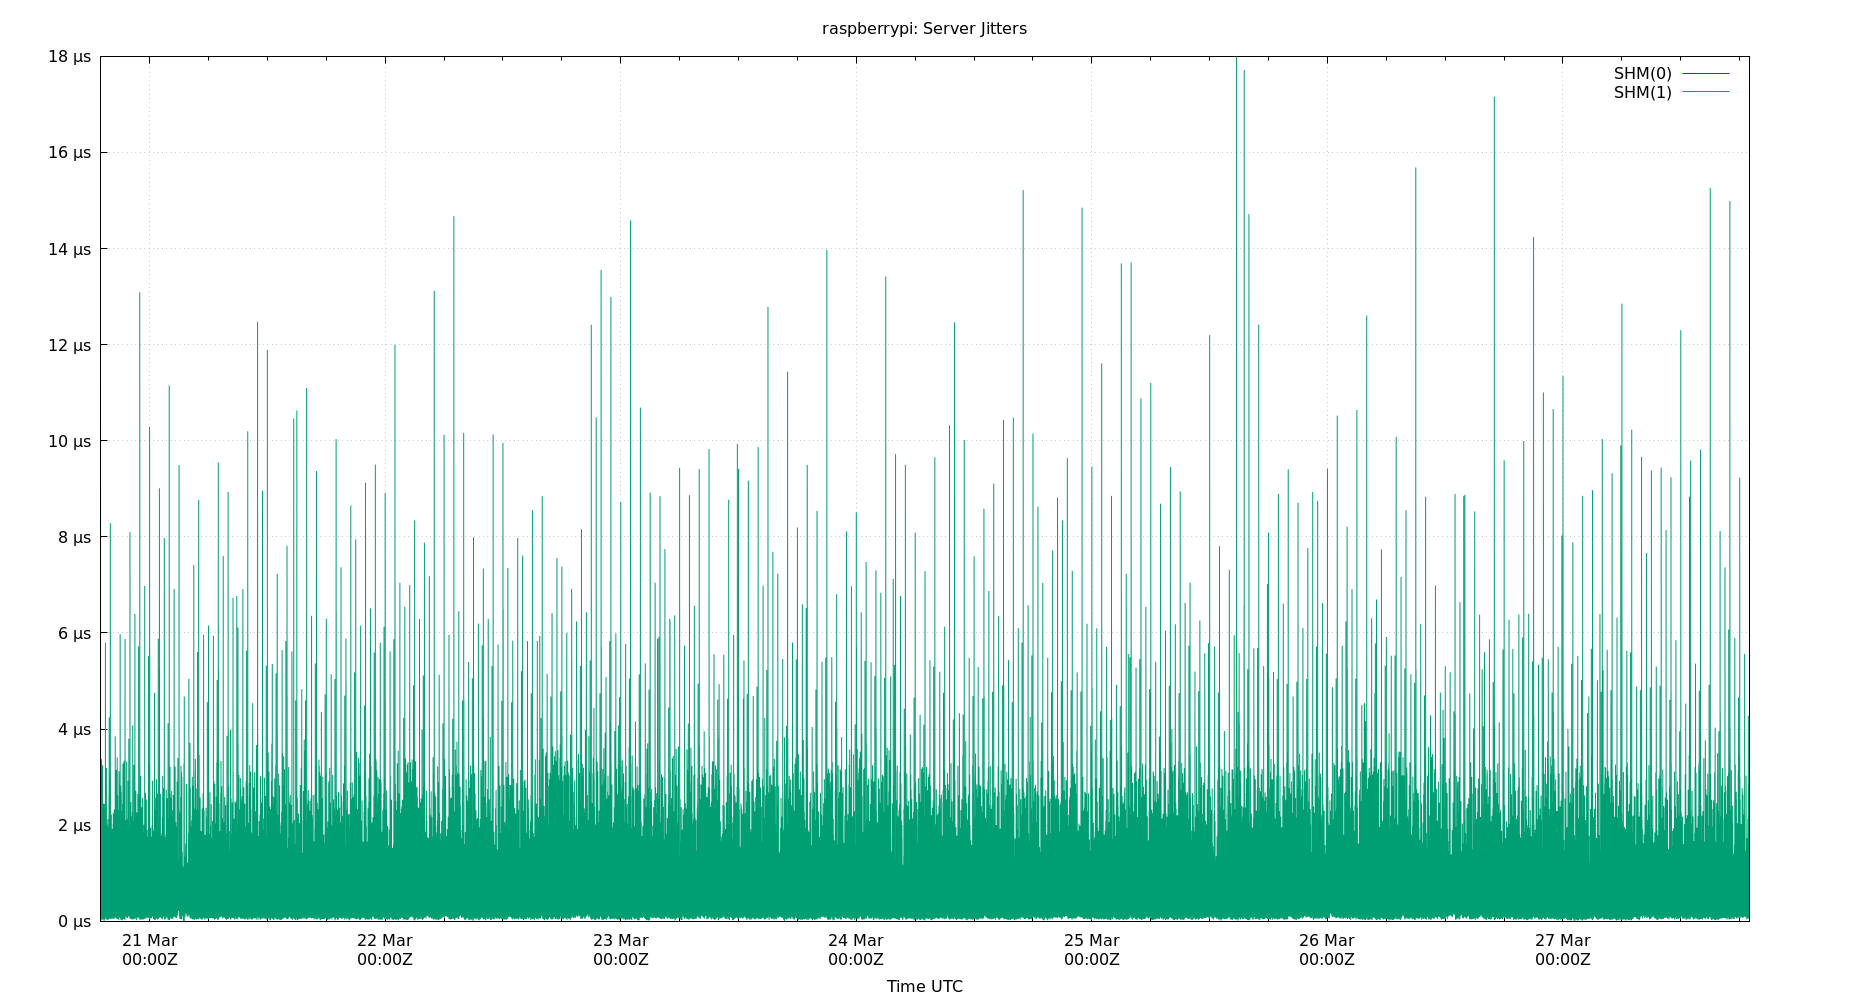 raspberrypi: Server Jitters
18 µs
16 µs
14 µs
12 µs
10 µs
8 µs
6 µs
4 µs
2 µs
0 µs
SHM(0)
SHM(1)
21 Mar 22 Mar 23 Mar 24 Mar 25 Mar 26 Mar 27 Mar
00:00Z 00:00Z 00:00Z 00:00Z 00:00Z 00:00Z 00:00Z
Time UTC